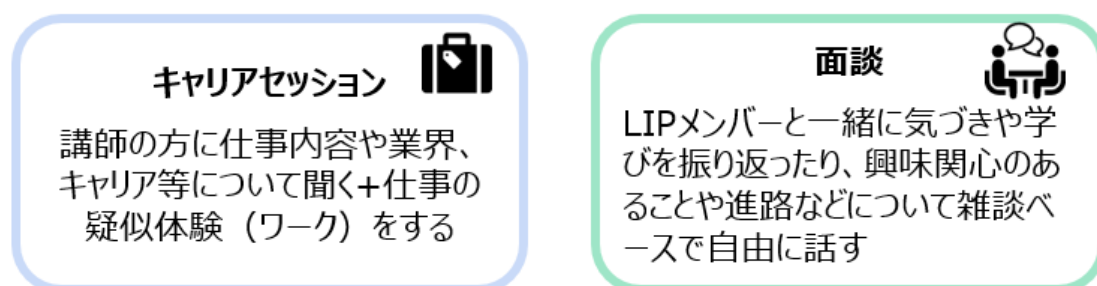 キャリアセッション
講師の方に仕事内容や業界、
キャリア等について聞く+仕事の
疑似体験（ワーク）をする
面談
LIPメンバーと一緒に気づきや学
びを振り返ったり、興味関心のあ
ることや進路などについて雑談ベ
ースで自由に話す